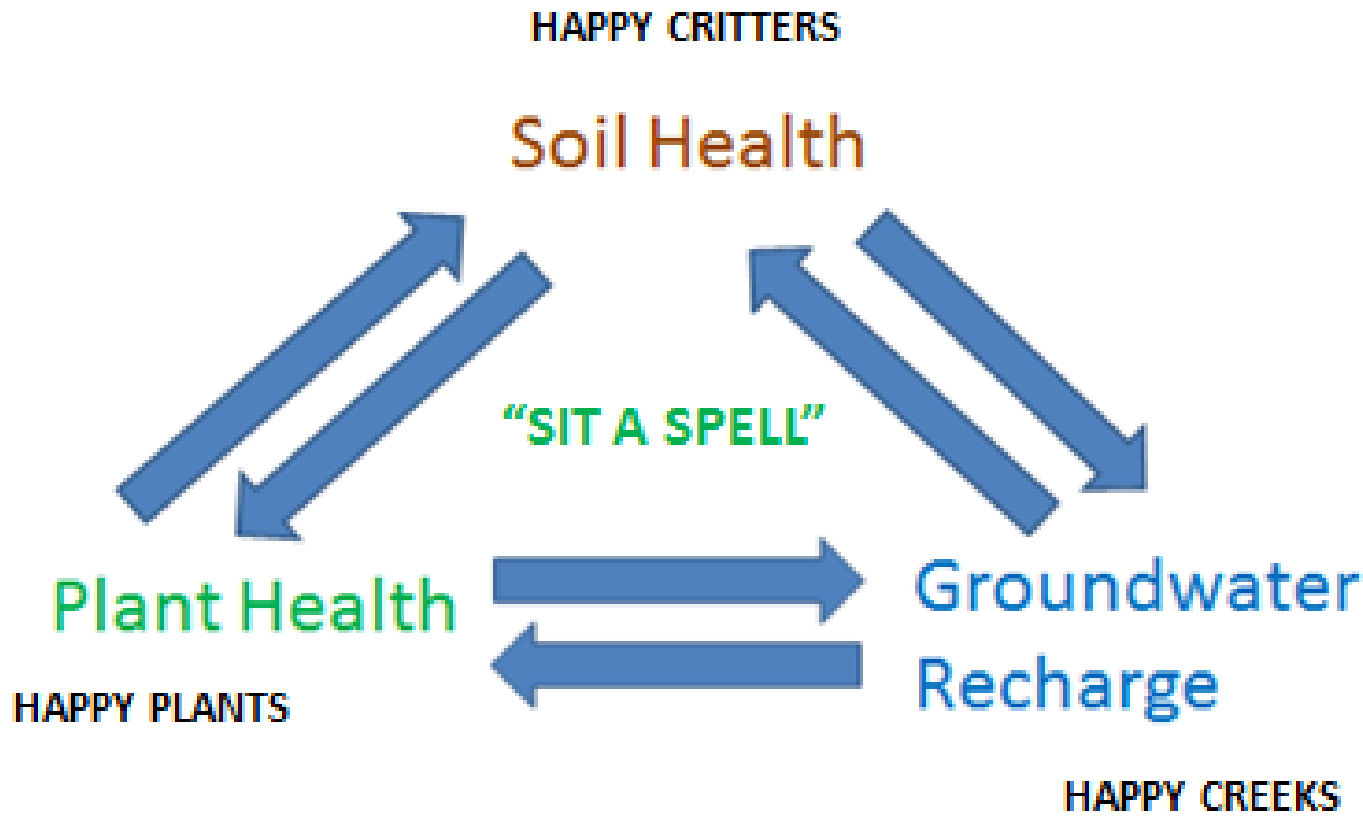 HAPPY CRITTERS
Soil Health
“SIT A SPELL”
Plant Health
Groundwater
Recharge
HAPPY PLANTS
HAPPY CREEKS